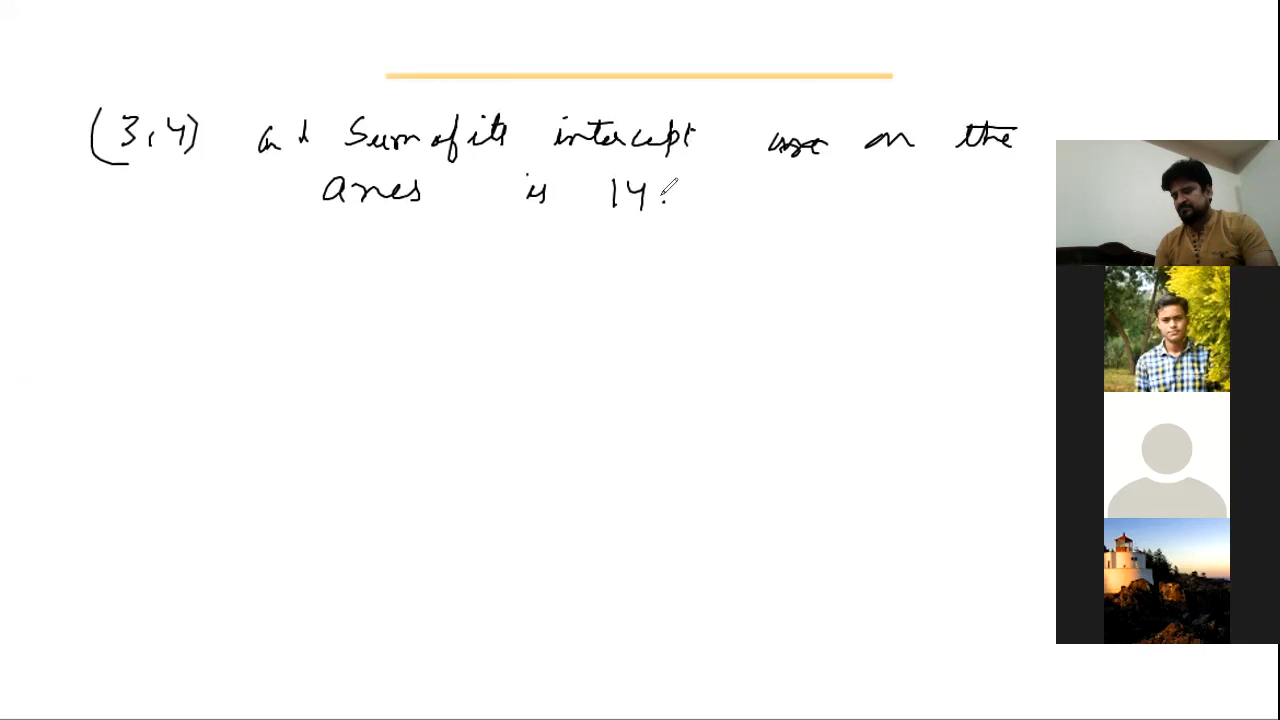 (3,4) and Sum of its intercept on the
axes is 14.